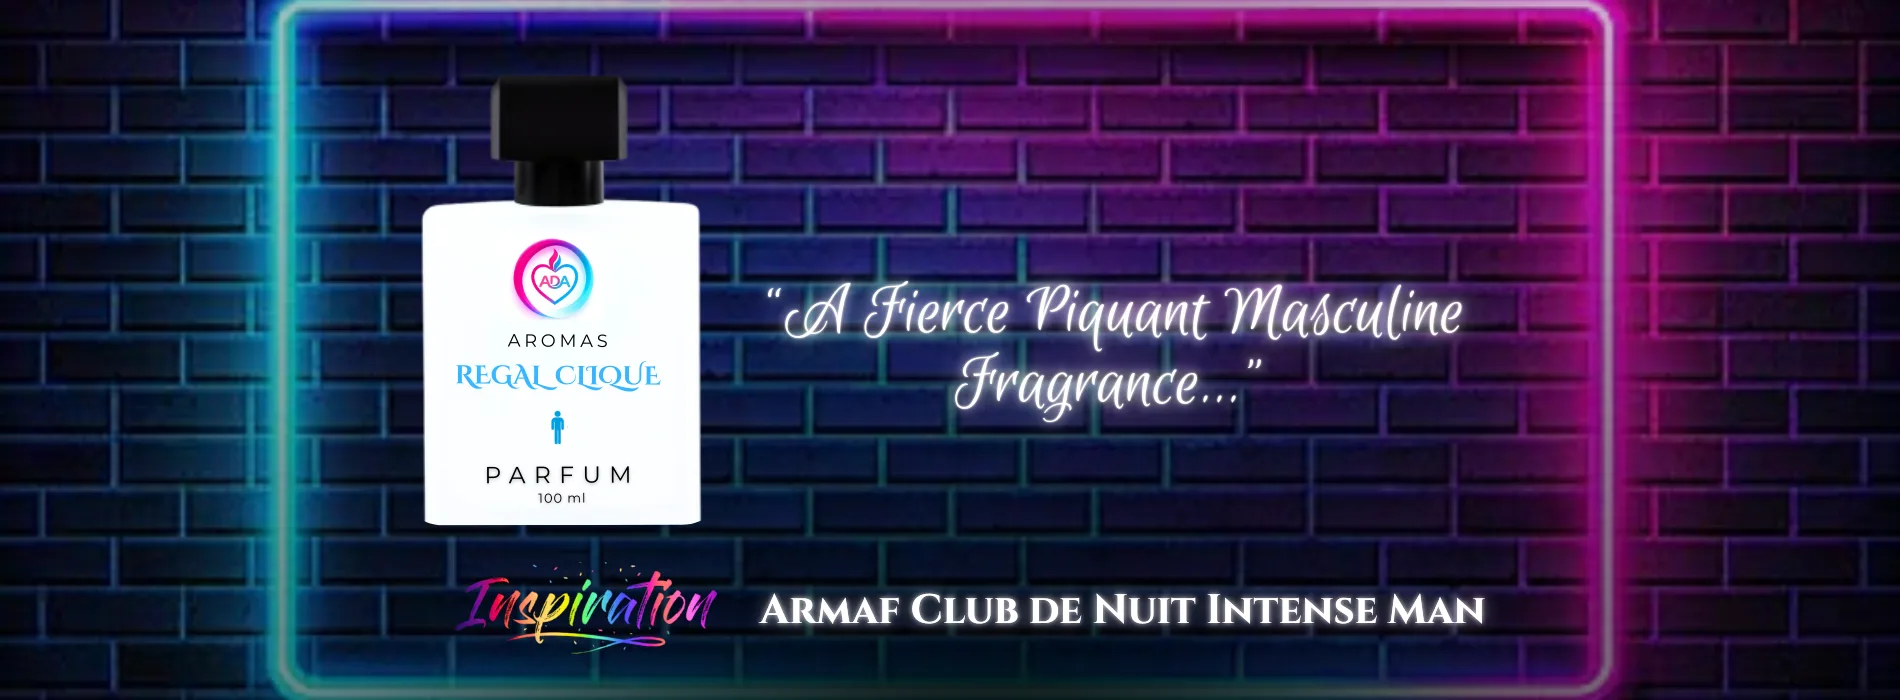 ADA
AROMAS
REGAL CLIQUE
PARFUM
100 ml
“A Fierce Piquant Masculine
Fragrance...”
Inspiration
ARMAF CLUB DE NUIT INTENSE MAN